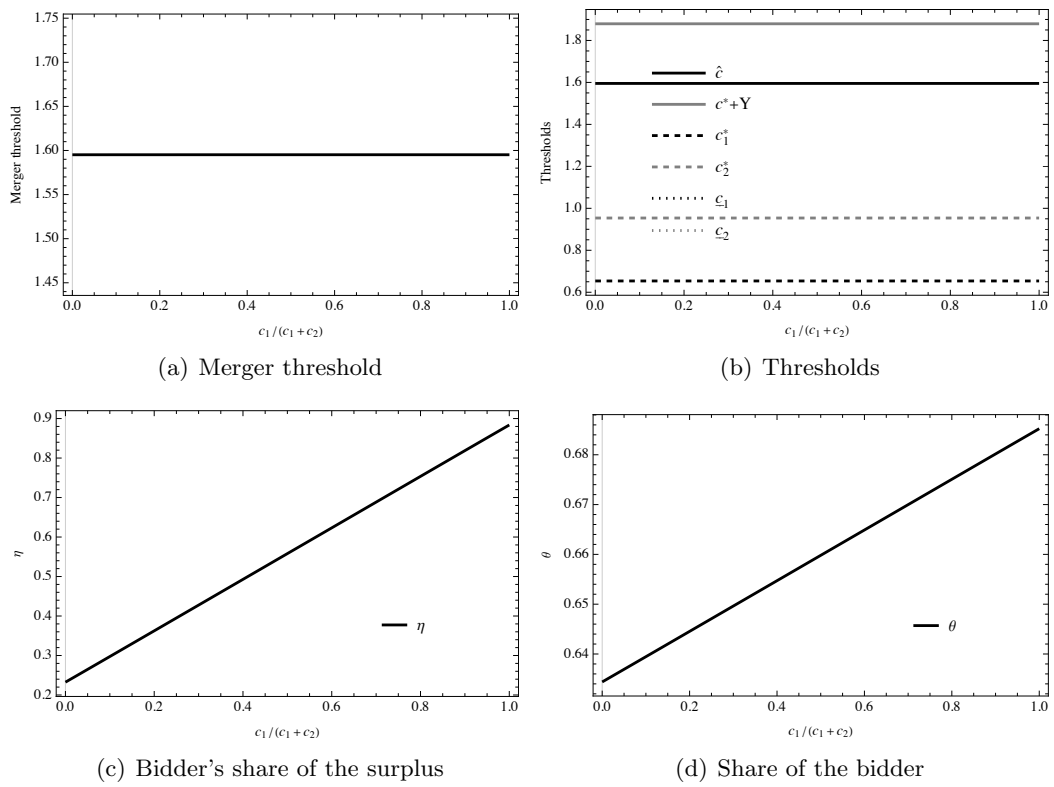 1.75
1.70
1.65
1.60
1.55
1.50
1.45
Merger threshold
0.0 0.2 0.4 0.6 0.8 1.0
c₁/(c₁+c₂)
(a) Merger threshold
1.8
1.6
1.4
1.2
1.0
0.8
0.6
Thresholds
ĉ
c*+Y
c₁*
c₂*
c̲₁
c̲₂
0.0 0.2 0.4 0.6 0.8 1.0
c₁/(c₁+c₂)
(b) Thresholds
0.9
0.8
0.7
0.6
0.5
0.4
0.3
0.2
η
η
0.0 0.2 0.4 0.6 0.8 1.0
c₁/(c₁+c₂)
(c) Bidder's share of the surplus
0.68
0.67
0.66
0.65
0.64
θ
θ
0.0 0.2 0.4 0.6 0.8 1.0
c₁/(c₁+c₂)
(d) Share of the bidder